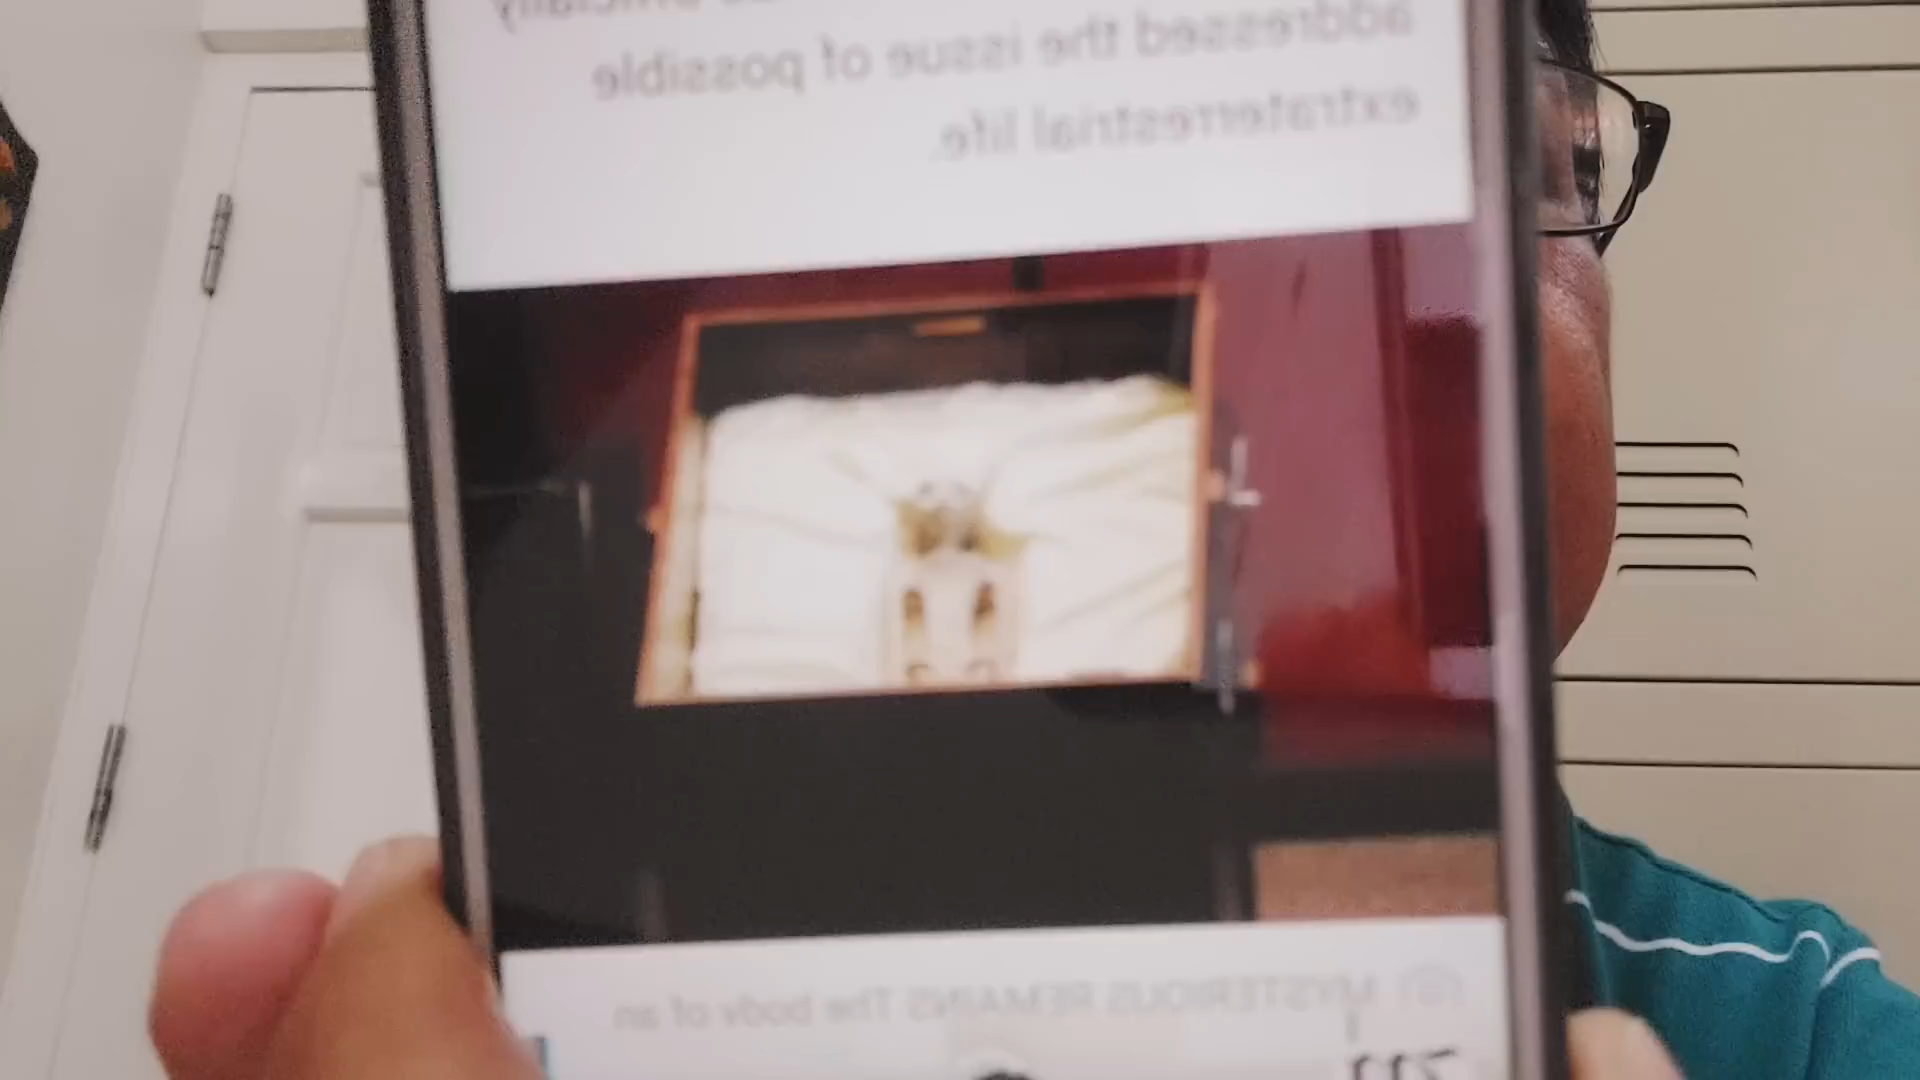 addressed the issue of possible
extraterrestrial life.
MYSTERIOUS REMAINS The body of an